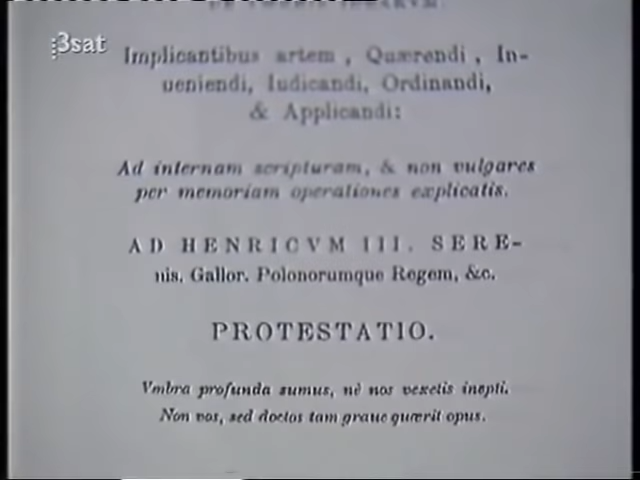 3sat
Implicantibus artem , Quærendi , In-
ueniendi, Iudicandi, Ordinandi,
& Applicandi:
Ad internam scripturam, & non vulgares
per memoriam operationes explicatis.
AD HENRICVM III. SERE-
nis. Gallor. Polonorumque Regem, &c.
PROTESTATIO.
Vmbra profunda sumus, nè nos vexetis inepti.
Non vos, sed doctos tam graue quærit opus.